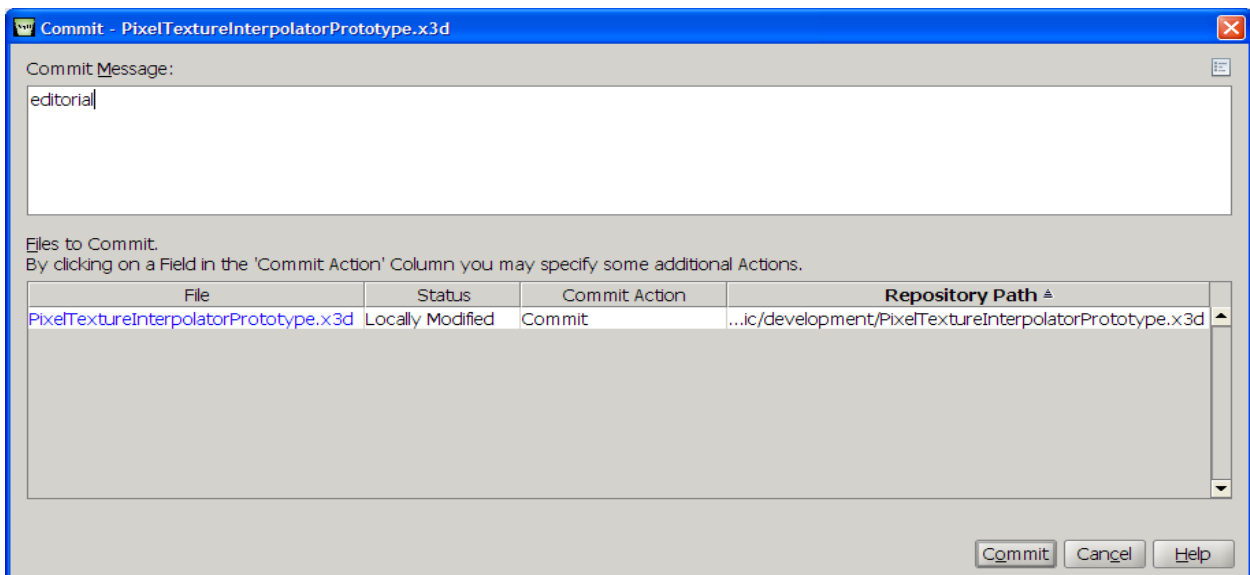 Commit - PixelTextureInterpolatorPrototype.x3d
Commit Message:
editorial
Files to Commit.
By clicking on a Field in the 'Commit Action' Column you may specify some additional Actions.
File Status Commit Action Repository Path
PixelTextureInterpolatorPrototype.x3d Locally Modified Commit ...ic/development/PixelTextureInterpolatorPrototype.x3d
Commit Cancel Help